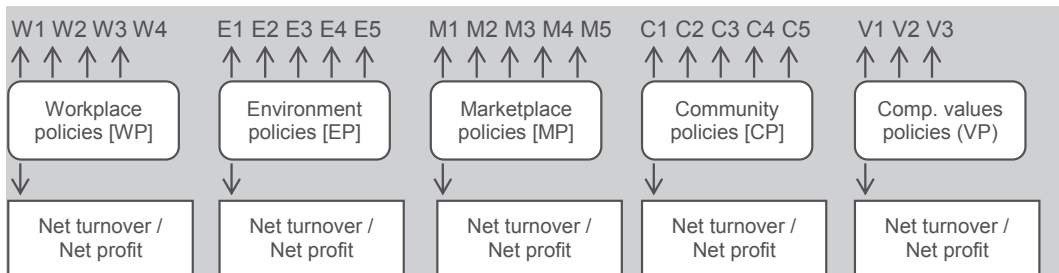 W1 W2 W3 W4 E1 E2 E3 E4 E5 M1 M2 M3 M4 M5 C1 C2 C3 C4 C5 V1 V2 V3
Workplace
policies [WP]
Environment
policies [EP]
Marketplace
policies [MP]
Community
policies [CP]
Comp. values
policies (VP)
Net turnover /
Net profit
Net turnover /
Net profit
Net turnover /
Net profit
Net turnover /
Net profit
Net turnover /
Net profit